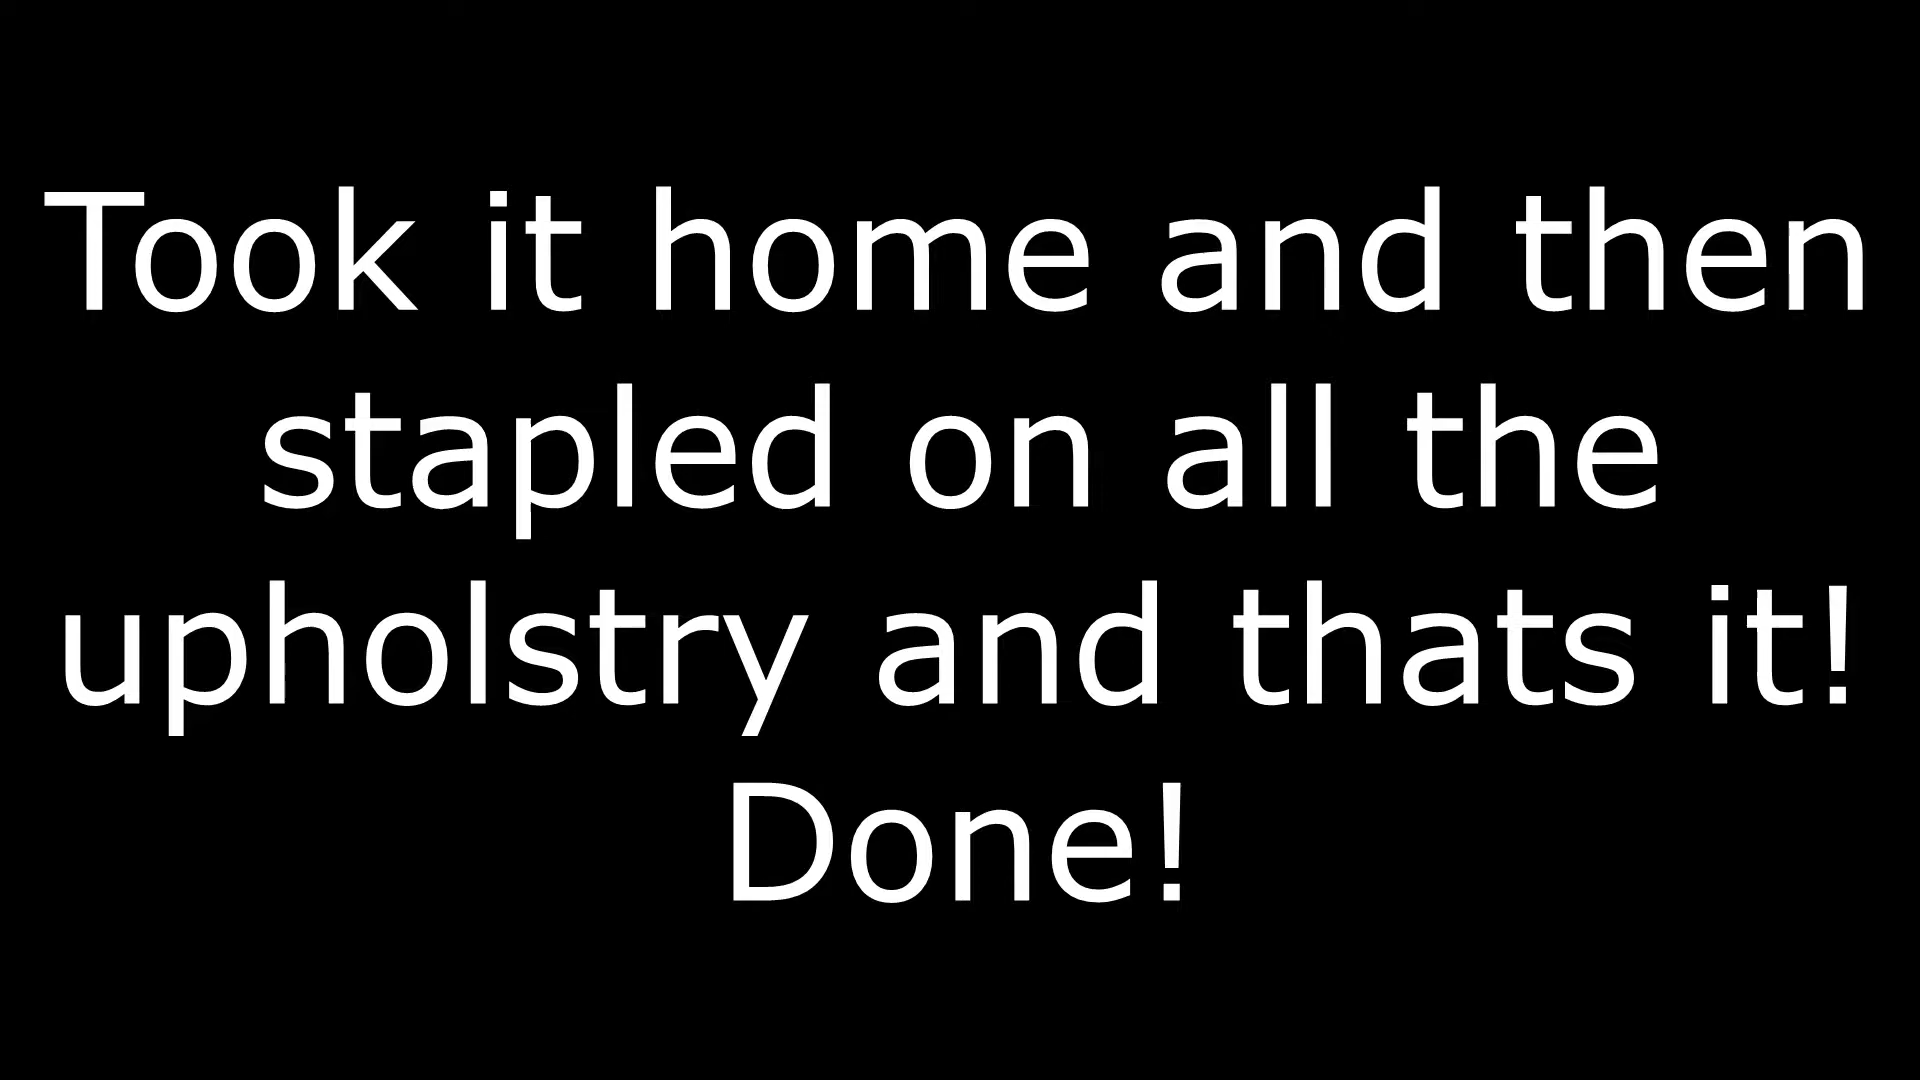 Took it home and then
stapled on all the
upholstry and thats it!
Done!